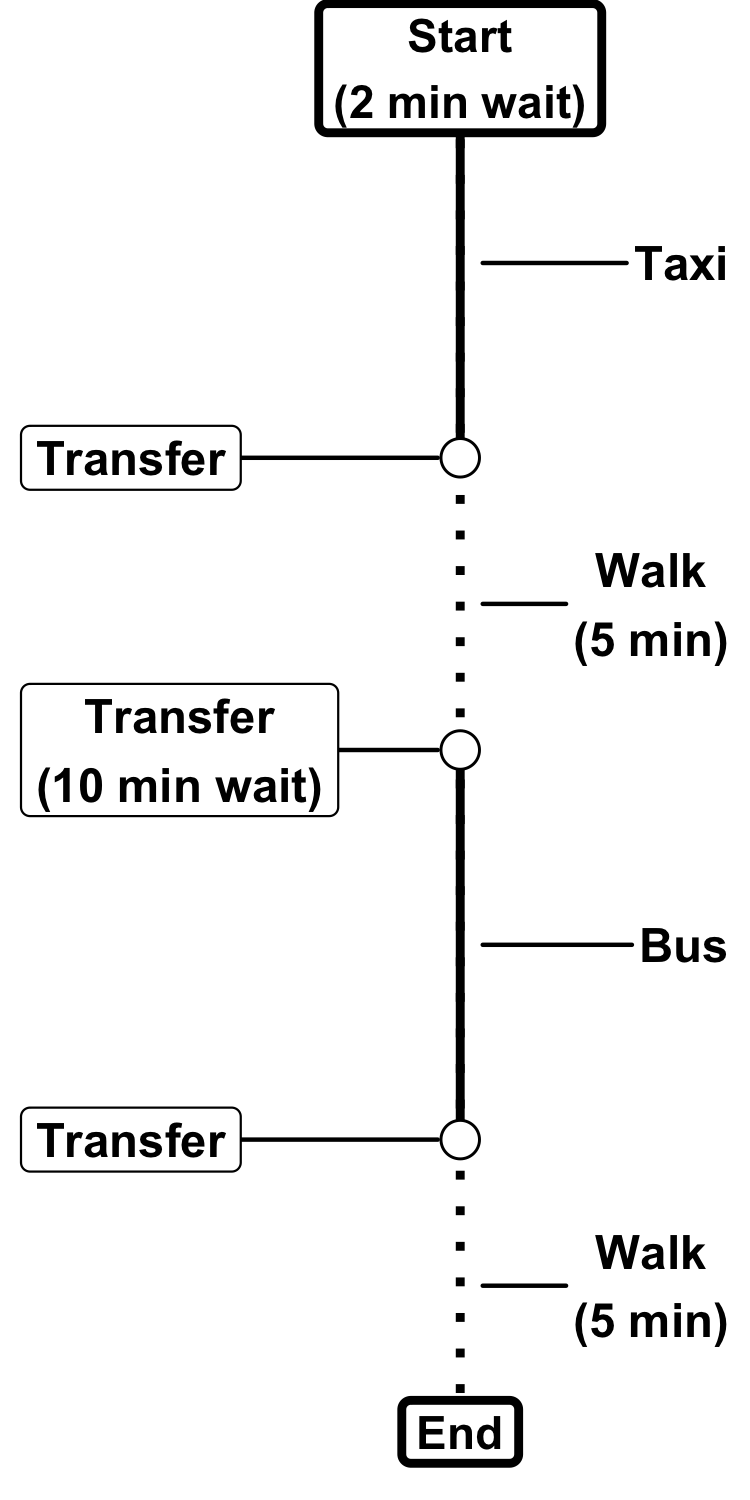 Start
(2 min wait)
Taxi
Transfer
Walk
(5 min)
Transfer
(10 min wait)
Bus
Transfer
Walk
(5 min)
End